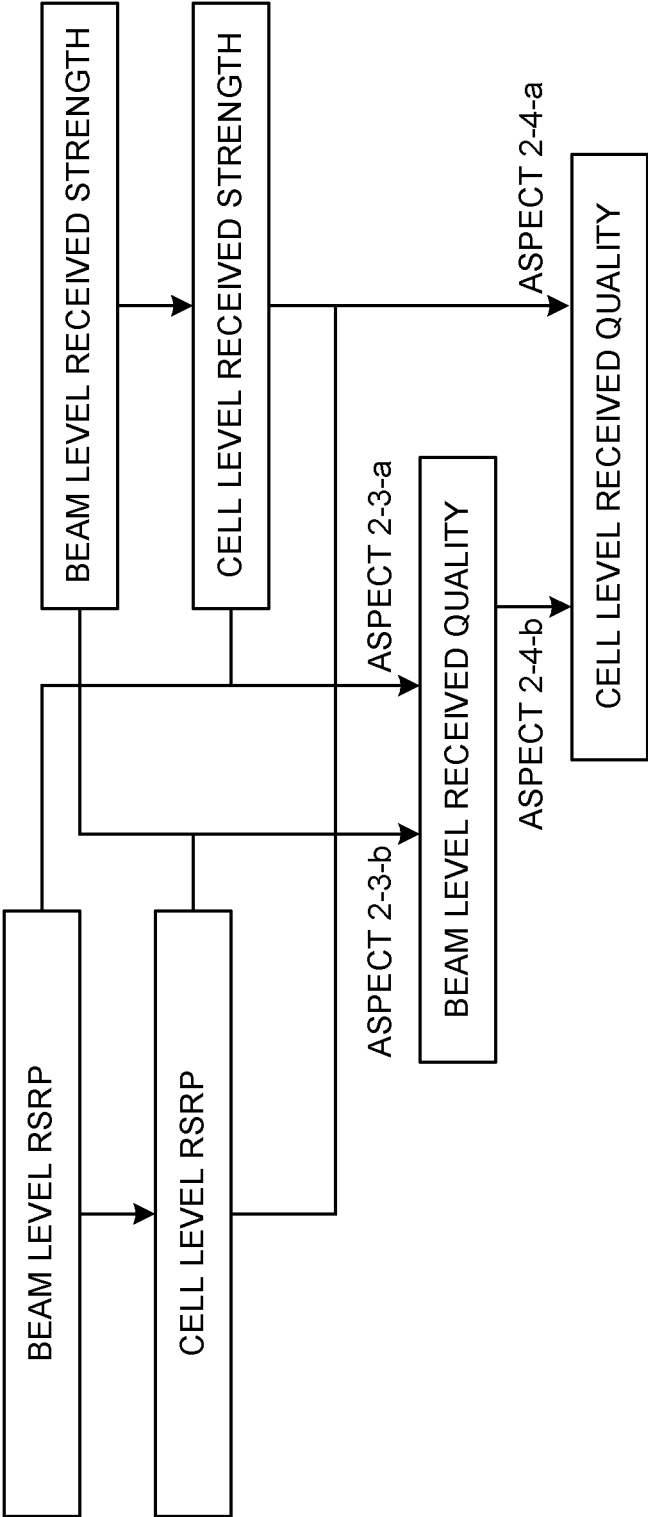 BEAM LEVEL RSRP
BEAM LEVEL RECEIVED STRENGTH
CELL LEVEL RSRP
CELL LEVEL RECEIVED STRENGTH
ASPECT 2-3-b
ASPECT 2-3-a
BEAM LEVEL RECEIVED QUALITY
ASPECT 2-4-b
ASPECT 2-4-a
CELL LEVEL RECEIVED QUALITY